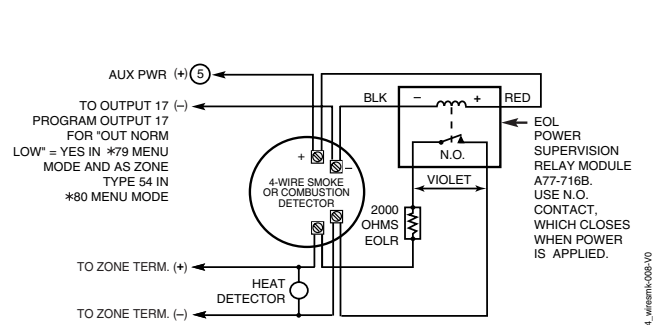 AUX PWR (+) 5
TO OUTPUT 17 (–)
PROGRAM OUTPUT 17
FOR "OUT NORM
LOW" = YES IN *79 MENU
MODE AND AS ZONE
TYPE 54 IN
*80 MENU MODE
BLK
– +
RED
N.O.
VIOLET
EOL
POWER
SUPERVISION
RELAY MODULE
A77-716B.
USE N.O.
CONTACT,
WHICH CLOSES
WHEN POWER
IS APPLIED.
+ –
4-WIRE SMOKE
OR COMBUSTION
DETECTOR
2000
OHMS
EOLR
TO ZONE TERM. (+)
HEAT
DETECTOR
TO ZONE TERM. (–)
4_wiresmk-008-V0